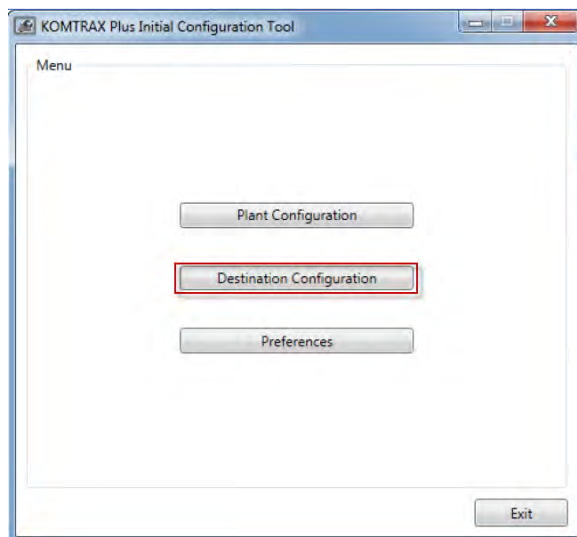 KOMTRAX Plus Initial Configuration Tool
Menu
Plant Configuration
Destination Configuration
Preferences
Exit